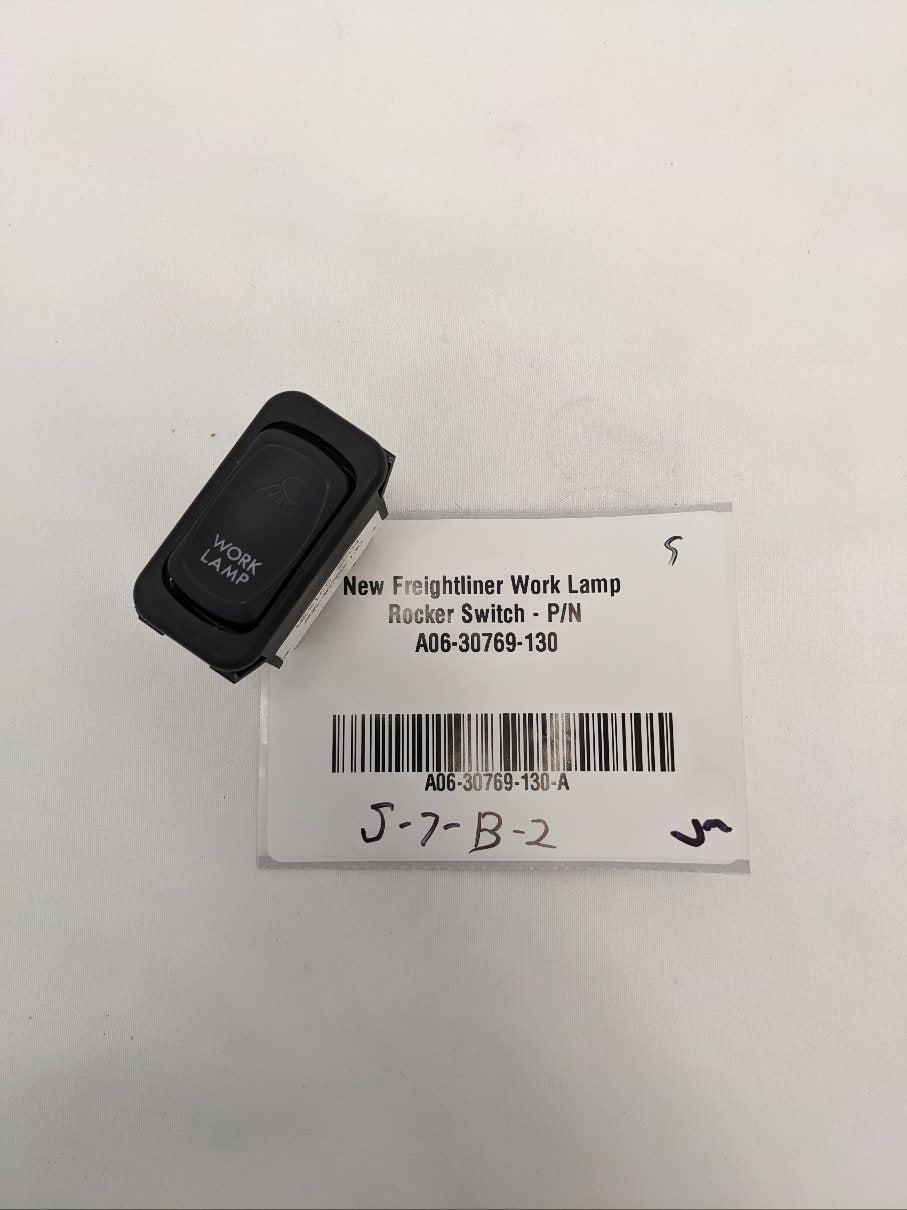 WORK
LAMP
New Freightliner Work Lamp
Rocker Switch - P/N
A06-30769-130
A06-30769-130-A
J-7-B-2